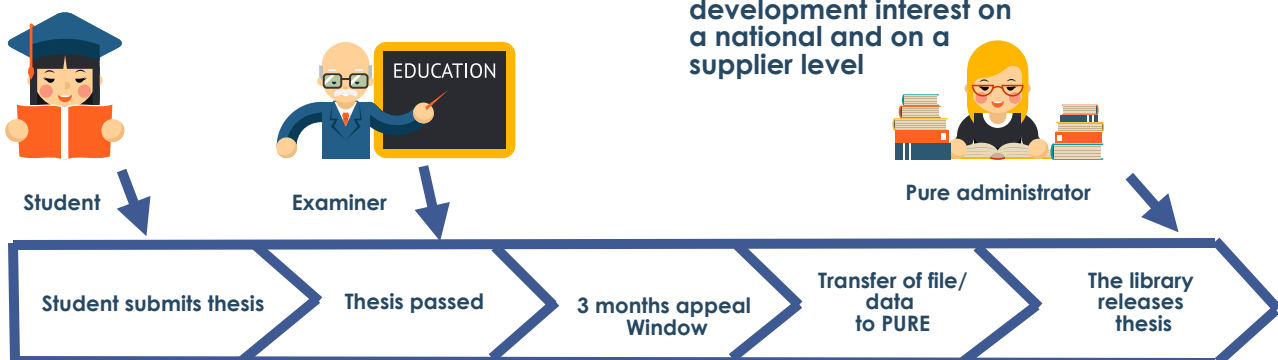 development interest on
a national and on a
supplier level
EDUCATION
Student
Examiner
Pure administrator
Student submits thesis
Thesis passed
3 months appeal
Window
Transfer of file/
data
to PURE
The library
releases
thesis